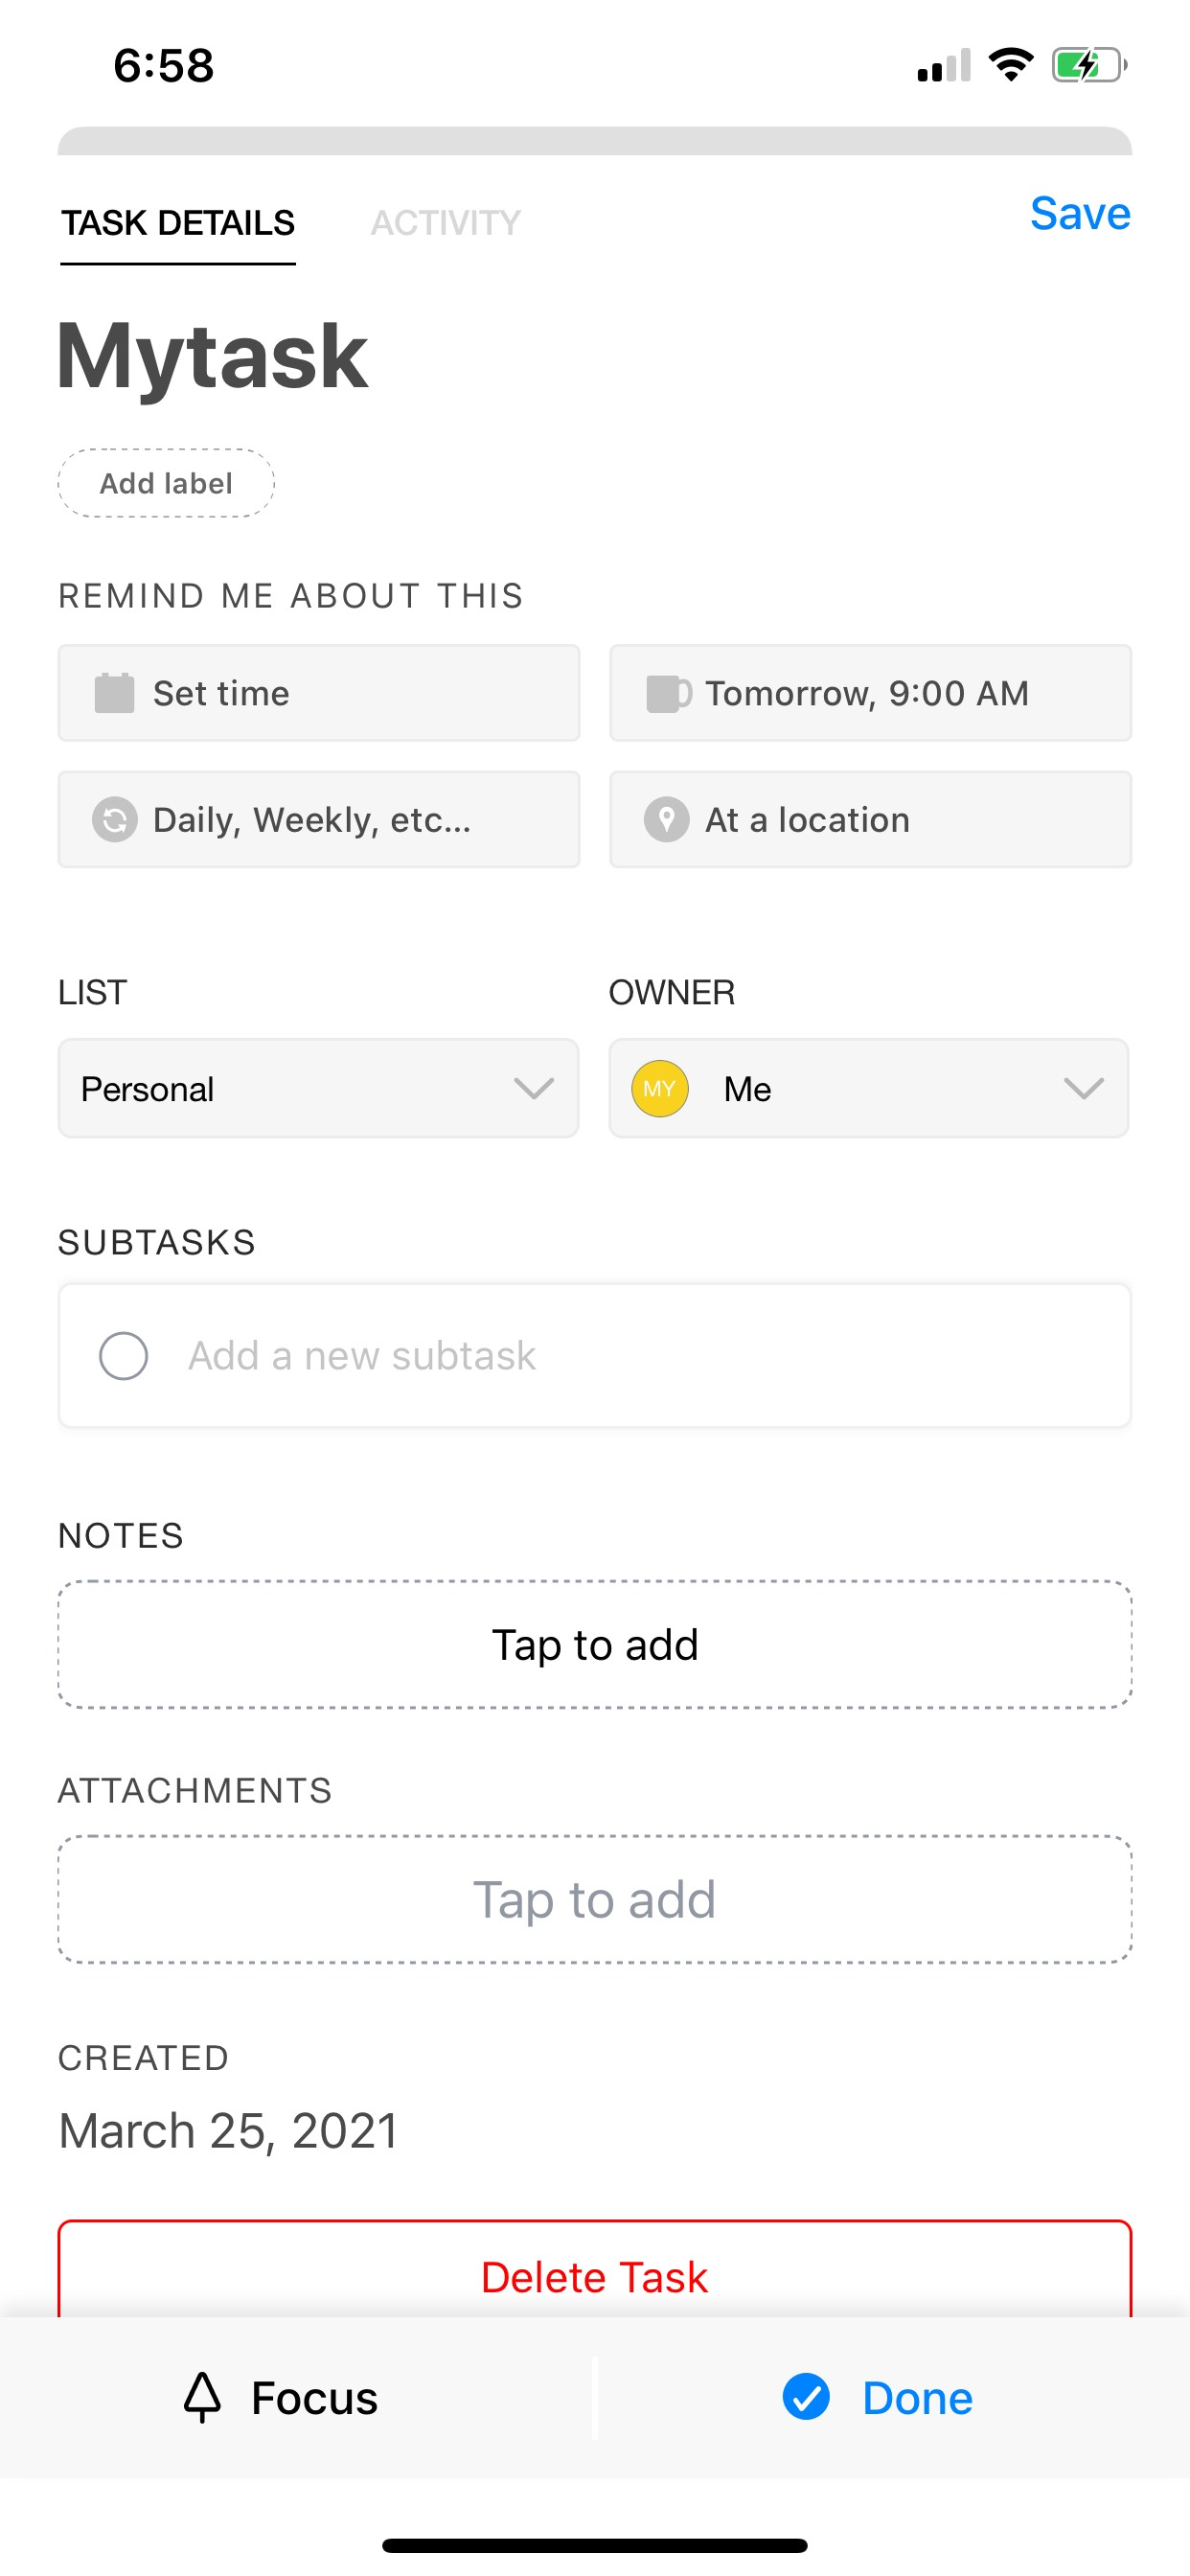 6:58
TASK DETAILS ACTIVITY Save
Mytask
Add label
REMIND ME ABOUT THIS
Set time Tomorrow, 9:00 AM
Daily, Weekly, etc... At a location
LIST OWNER
Personal MY Me
SUBTASKS
Add a new subtask
NOTES
Tap to add
ATTACHMENTS
Tap to add
CREATED
March 25, 2021
Delete Task
Focus Done